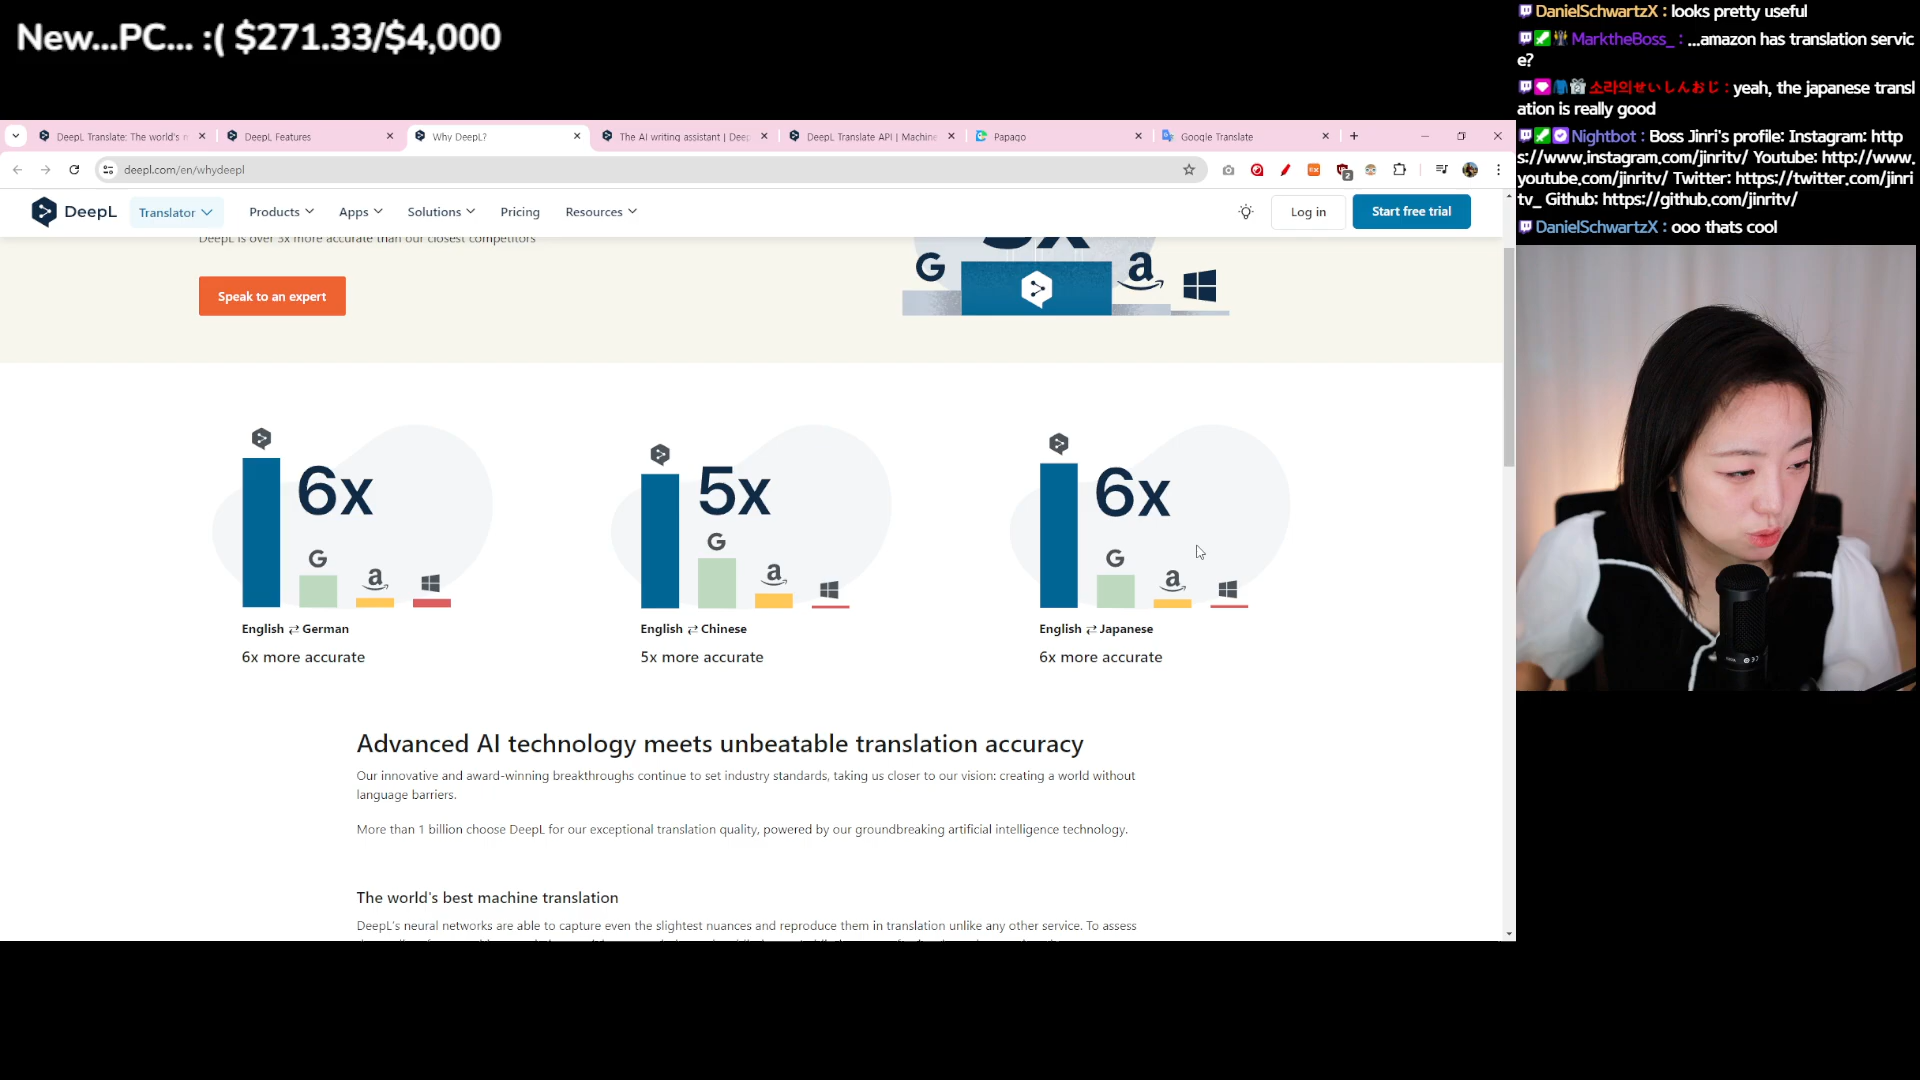 New...PC... :( $271.33/$4,000
DanielSchwartzX : looks pretty useful
MarktheBoss_ : ...amazon has translation servic
e?
소라의せいしんおじ : yeah, the japanese transl
ation is really good
Nightbot : Boss Jinri's profile: Instagram: http
s://www.instagram.com/jinritv/ Youtube: http://www.
youtube.com/jinritv/ Twitter: https://twitter.com/jinri
tv_ Github: https://github.com/jinritv/
DanielSchwartzX : ooo thats cool
DeepL Translate: The world's
DeepL Features
Why DeepL?
The AI writing assistant | Deep
DeepL Translate API | Machine
Papago
Google Translate
deepl.com/en/whydeepl
2
DeepL
Translator
Products
Apps
Solutions
Pricing
Resources
Log in
Start free trial
DeepL is over 3x more accurate than our closest competitors
3x
Speak to an expert
G
a
6x
G
a
English ⇄ German
6x more accurate
5x
G
a
English ⇄ Chinese
5x more accurate
6x
G
a
English ⇄ Japanese
6x more accurate
Advanced AI technology meets unbeatable translation accuracy
Our innovative and award-winning breakthroughs continue to set industry standards, taking us closer to our vision: creating a world without
language barriers.
More than 1 billion choose DeepL for our exceptional translation quality, powered by our groundbreaking artificial intelligence technology.
The world's best machine translation
DeepL's neural networks are able to capture even the slightest nuances and reproduce them in translation unlike any other service. To assess